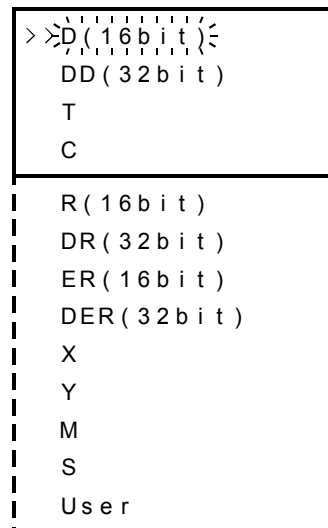 >>D(16bit)
DD(32bit)
T
C
R(16bit)
DR(32bit)
ER(16bit)
DER(32bit)
X
Y
M
S
User